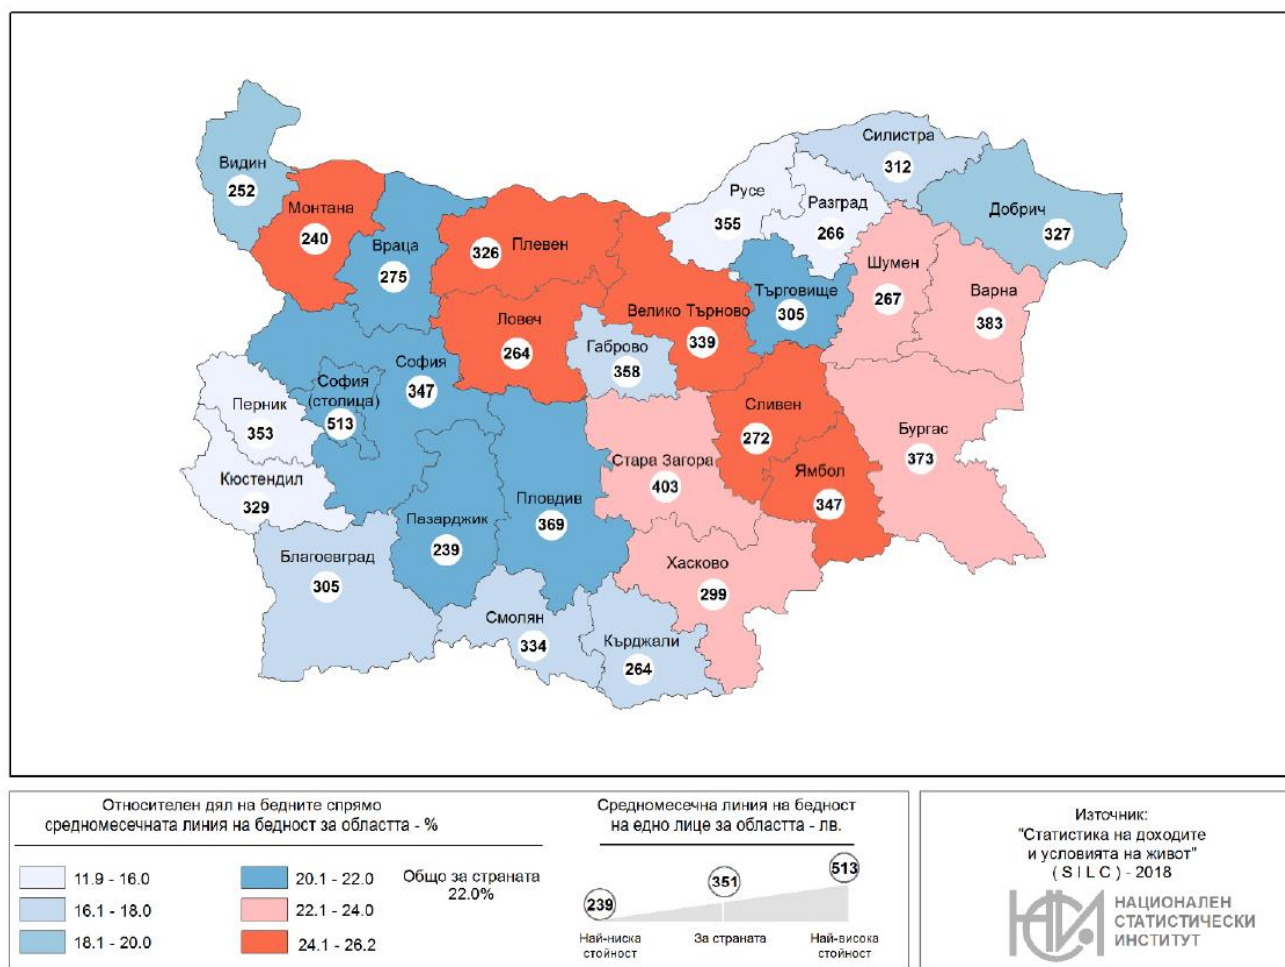 Видин
252
Монтана
240
Враца
275
Плевен
326
Ловеч
264
Велико Търново
339
Габрово
358
Русе
355
Разград
266
Силистра
312
Добрич
327
Търговище
305
Шумен
267
Варна
383
София
347
София
(столица)
513
Перник
353
Кюстендил
329
Благоевград
305
Пазарджик
239
Пловдив
369
Смолян
334
Кърджали
264
Стара Загора
403
Хасково
299
Сливен
272
Ямбол
347
Бургас
373
Относителен дял на бедните спрямо
средномесечната линия на бедност за областта - %
11.9 - 16.0
16.1 - 18.0
18.1 - 20.0
20.1 - 22.0
22.1 - 24.0
24.1 - 26.2
Общо за страната
22.0%
Средномесечна линия на бедност
на едно лице за областта - лв.
239
351
513
Най-ниска
стойност
За страната
Най-висока
стойност
Източник:
"Статистика на доходите
и условията на живот"
( S I L C ) - 2018
НСИ
НАЦИОНАЛЕН
СТАТИСТИЧЕСКИ
ИНСТИТУТ